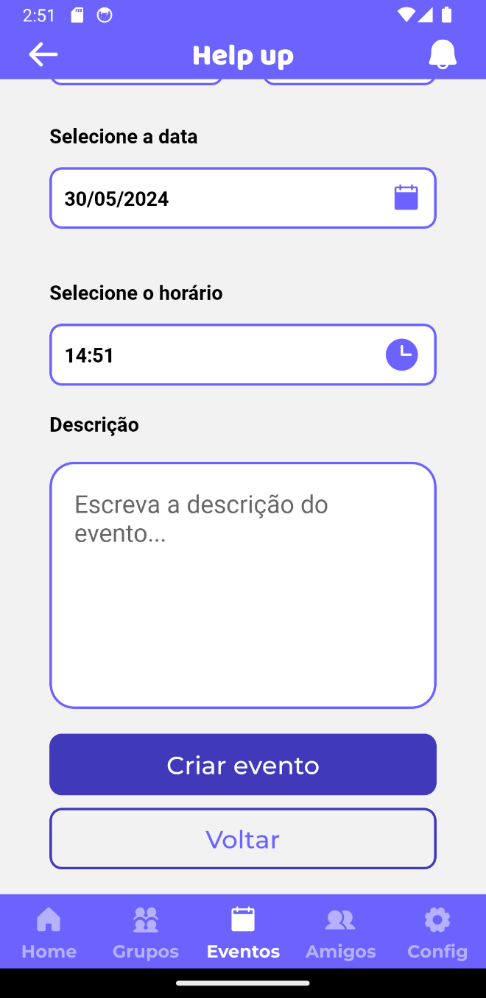 2:51
Help up
Selecione a data
30/05/2024
Selecione o horário
14:51
Descrição
Escreva a descrição do
evento...
Criar evento
Voltar
Home Grupos Eventos Amigos Config